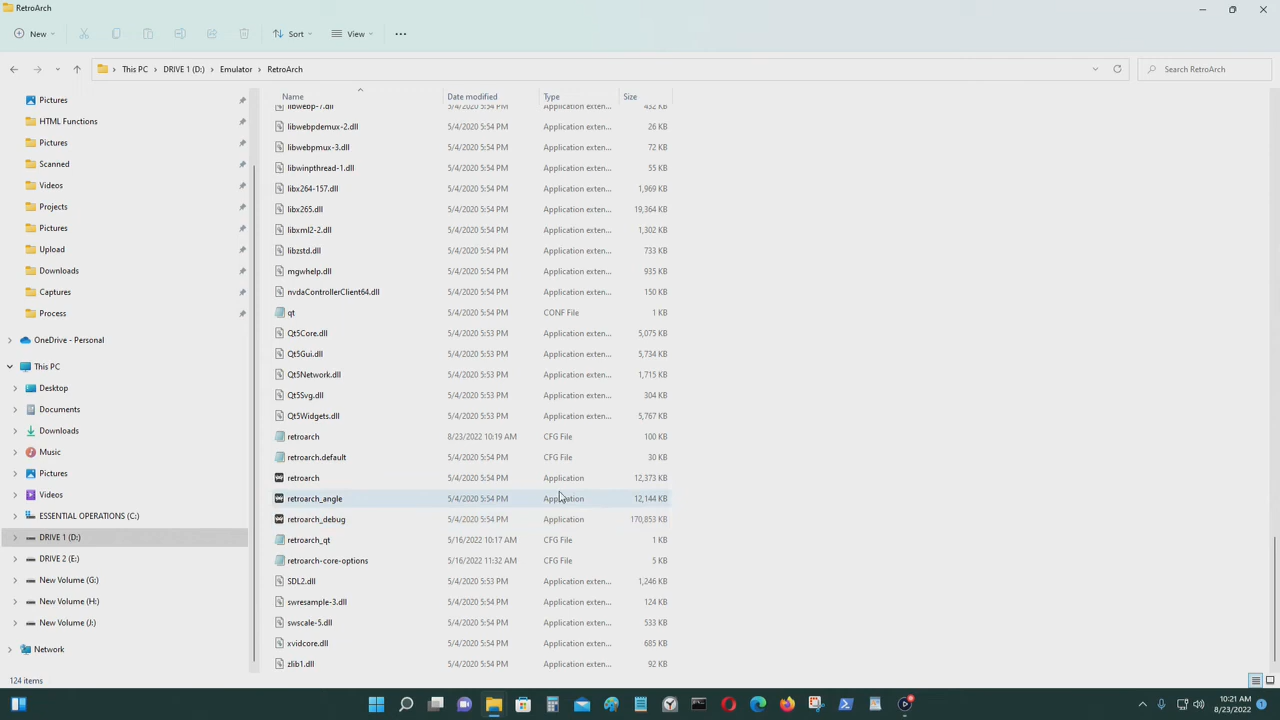 RetroArch
New
Sort
View
This PC > DRIVE 1 (D:) > Emulator > RetroArch
Search RetroArch
Pictures
HTML Functions
Pictures
Scanned
Videos
Projects
Pictures
Upload
Downloads
Captures
Process
OneDrive - Personal
This PC
Desktop
Documents
Downloads
Music
Pictures
Videos
ESSENTIAL OPERATIONS (C:)
DRIVE 1 (D:)
DRIVE 2 (E:)
New Volume (G:)
New Volume (H:)
New Volume (J:)
Network
Name Date modified Type Size
libwebp-7.dll 5/4/2020 5:54 PM Application exten... 432 KB
libwebpdemux-2.dll 5/4/2020 5:54 PM Application exten... 26 KB
libwebpmux-3.dll 5/4/2020 5:54 PM Application exten... 72 KB
libwinpthread-1.dll 5/4/2020 5:54 PM Application exten... 55 KB
libx264-157.dll 5/4/2020 5:54 PM Application exten... 1,969 KB
libx265.dll 5/4/2020 5:54 PM Application exten... 19,364 KB
libxml2-2.dll 5/4/2020 5:54 PM Application exten... 1,302 KB
libzstd.dll 5/4/2020 5:54 PM Application exten... 733 KB
mgwhelp.dll 5/4/2020 5:54 PM Application exten... 935 KB
nvdaControllerClient64.dll 5/4/2020 5:54 PM Application exten... 150 KB
qt 5/4/2020 5:54 PM CONF File 1 KB
Qt5Core.dll 5/4/2020 5:53 PM Application exten... 5,075 KB
Qt5Gui.dll 5/4/2020 5:53 PM Application exten... 5,734 KB
Qt5Network.dll 5/4/2020 5:53 PM Application exten... 1,715 KB
Qt5Svg.dll 5/4/2020 5:53 PM Application exten... 304 KB
Qt5Widgets.dll 5/4/2020 5:53 PM Application exten... 5,767 KB
retroarch 8/23/2022 10:19 AM CFG File 100 KB
retroarch.default 5/4/2020 5:54 PM CFG File 30 KB
retroarch 5/4/2020 5:54 PM Application 12,373 KB
retroarch_angle 5/4/2020 5:54 PM Application 12,144 KB
retroarch_debug 5/4/2020 5:54 PM Application 170,853 KB
retroarch_qt 5/16/2022 10:17 AM CFG File 1 KB
retroarch-core-options 5/16/2022 11:32 AM CFG File 5 KB
SDL2.dll 5/4/2020 5:53 PM Application exten... 1,246 KB
swresample-3.dll 5/4/2020 5:54 PM Application exten... 124 KB
swscale-5.dll 5/4/2020 5:54 PM Application exten... 533 KB
xvidcore.dll 5/4/2020 5:54 PM Application exten... 685 KB
zlib1.dll 5/4/2020 5:54 PM Application exten... 92 KB
124 items
10:21 AM
8/23/2022